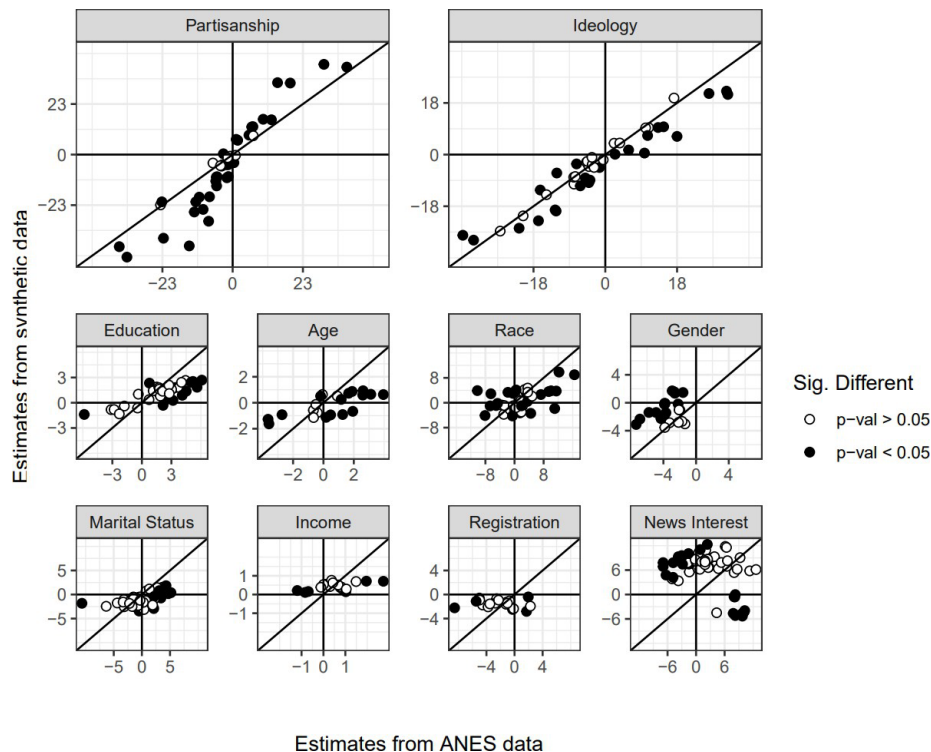 Partisanship
Ideology
23
0
−23
−23 0 23
18
0
−18
−18 0 18
Education
Age
Race
Gender
3
0
−3
−3 0 3
2
0
−2
−2 0 2
8
0
−8
−8 0 8
4
0
−4
−4 0 4
Marital Status
Income
Registration
News Interest
5
0
−5
−5 0 5
1
0
−1
−1 0 1
4
0
−4
−4 0 4
6
0
−6
−6 0 6
Estimates from synthetic data
Estimates from ANES data
Sig. Different
p−val > 0.05
p−val < 0.05